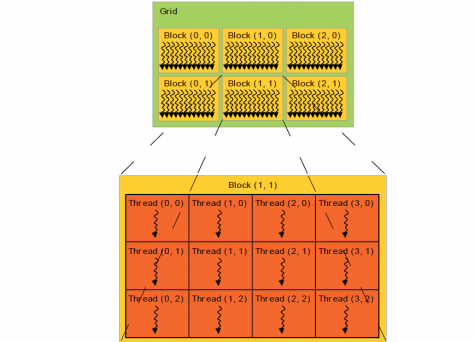 Grid
Block (0, 0) Block (1, 0) Block (2, 0)
Block (0, 1) Block (1, 1) Block (2, 1)
Block (1, 1)
Thread (0, 0) Thread (1, 0) Thread (2, 0) Thread (3, 0)
Thread (0, 1) Thread (1, 1) Thread (2, 1) Thread (3, 1)
Thread (0, 2) Thread (1, 2) Thread (2, 2) Thread (3, 2)